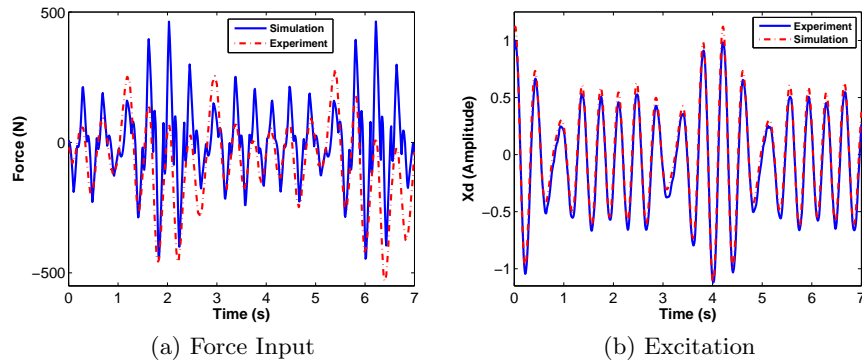 500
0
−500
Force (N)
Simulation
Experiment
0 1 2 3 4 5 6 7
Time (s)
(a) Force Input
1
0.5
0
−0.5
−1
Xd (Amplitude)
Experiment
Simulation
0 1 2 3 4 5 6 7
Time (s)
(b) Excitation